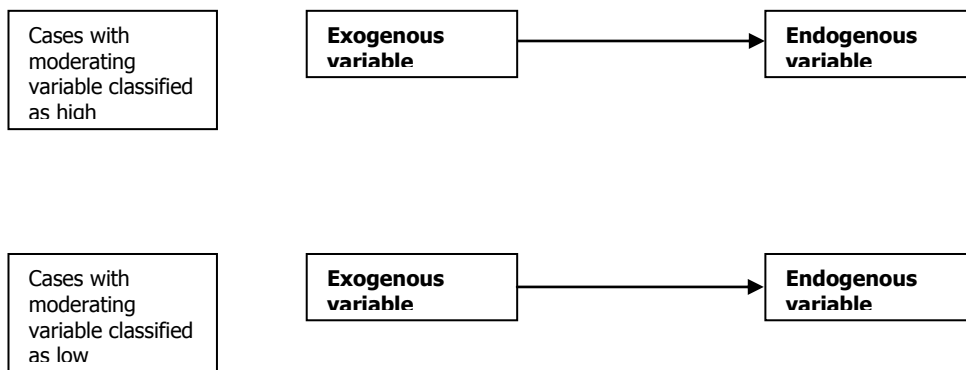 Cases with
moderating
variable classified
as high
Exogenous
variable
Endogenous
variable
Cases with
moderating
variable classified
as low
Exogenous
variable
Endogenous
variable